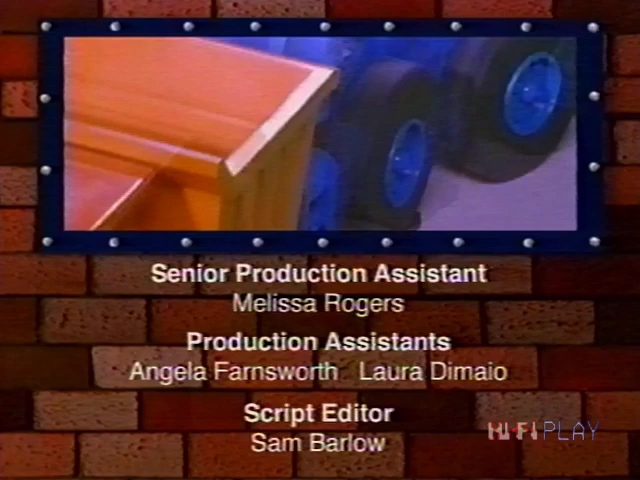 Senior Production Assistant
Melissa Rogers
Production Assistants
Angela Farnsworth Laura Dimaio
Script Editor
Sam Barlow
HI-FI PLAY